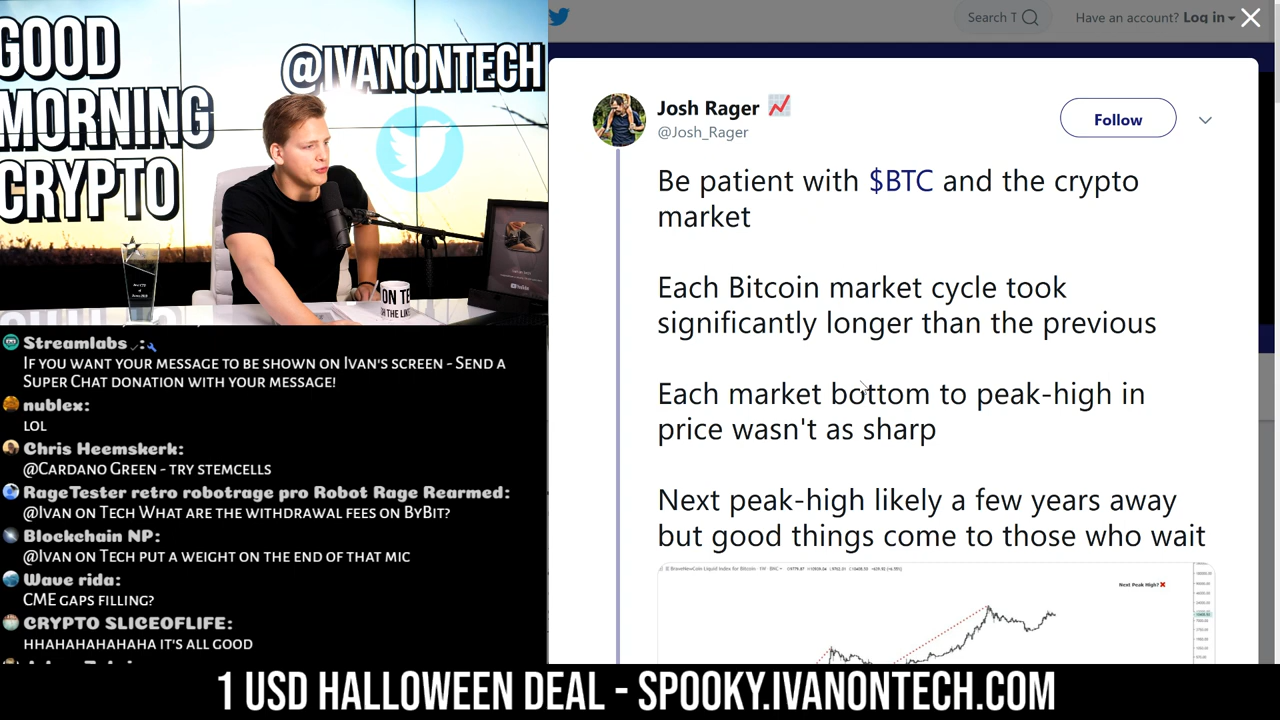 GOOD
MORNING
CRYPTO
@IVANONTECH
ON TE
Streamlabs :
IF YOU WANT YOUR MESSAGE TO BE SHOWN ON IVAN'S SCREEN - SEND A
SUPER CHAT DONATION WITH YOUR MESSAGE!
nublex:
LOL
Chris Heemskerk:
@CARDANO GREEN - TRY STEMCELLS
RageTester retro robotrage pro Robot Rage Rearmed:
@IVAN ON TECH WHAT ARE THE WITHDRAWAL FEES ON BYBIT?
Blockchain NP:
@IVAN ON TECH PUT A WEIGHT ON THE END OF THAT MIC
Wave rida:
CME GAPS FILLING?
CRYPTO SLICEOFLIFE:
HHAHAHAHAHA IT'S ALL GOOD
Search T
Have an account? Log in
Josh Rager
@Josh_Rager
Follow
Be patient with $BTC and the crypto
market
Each Bitcoin market cycle took
significantly longer than the previous
Each market bottom to peak-high in
price wasn't as sharp
Next peak-high likely a few years away
but good things come to those who wait
Next Peak High?
1 USD HALLOWEEN DEAL - SPOOKY.IVANONTECH.COM